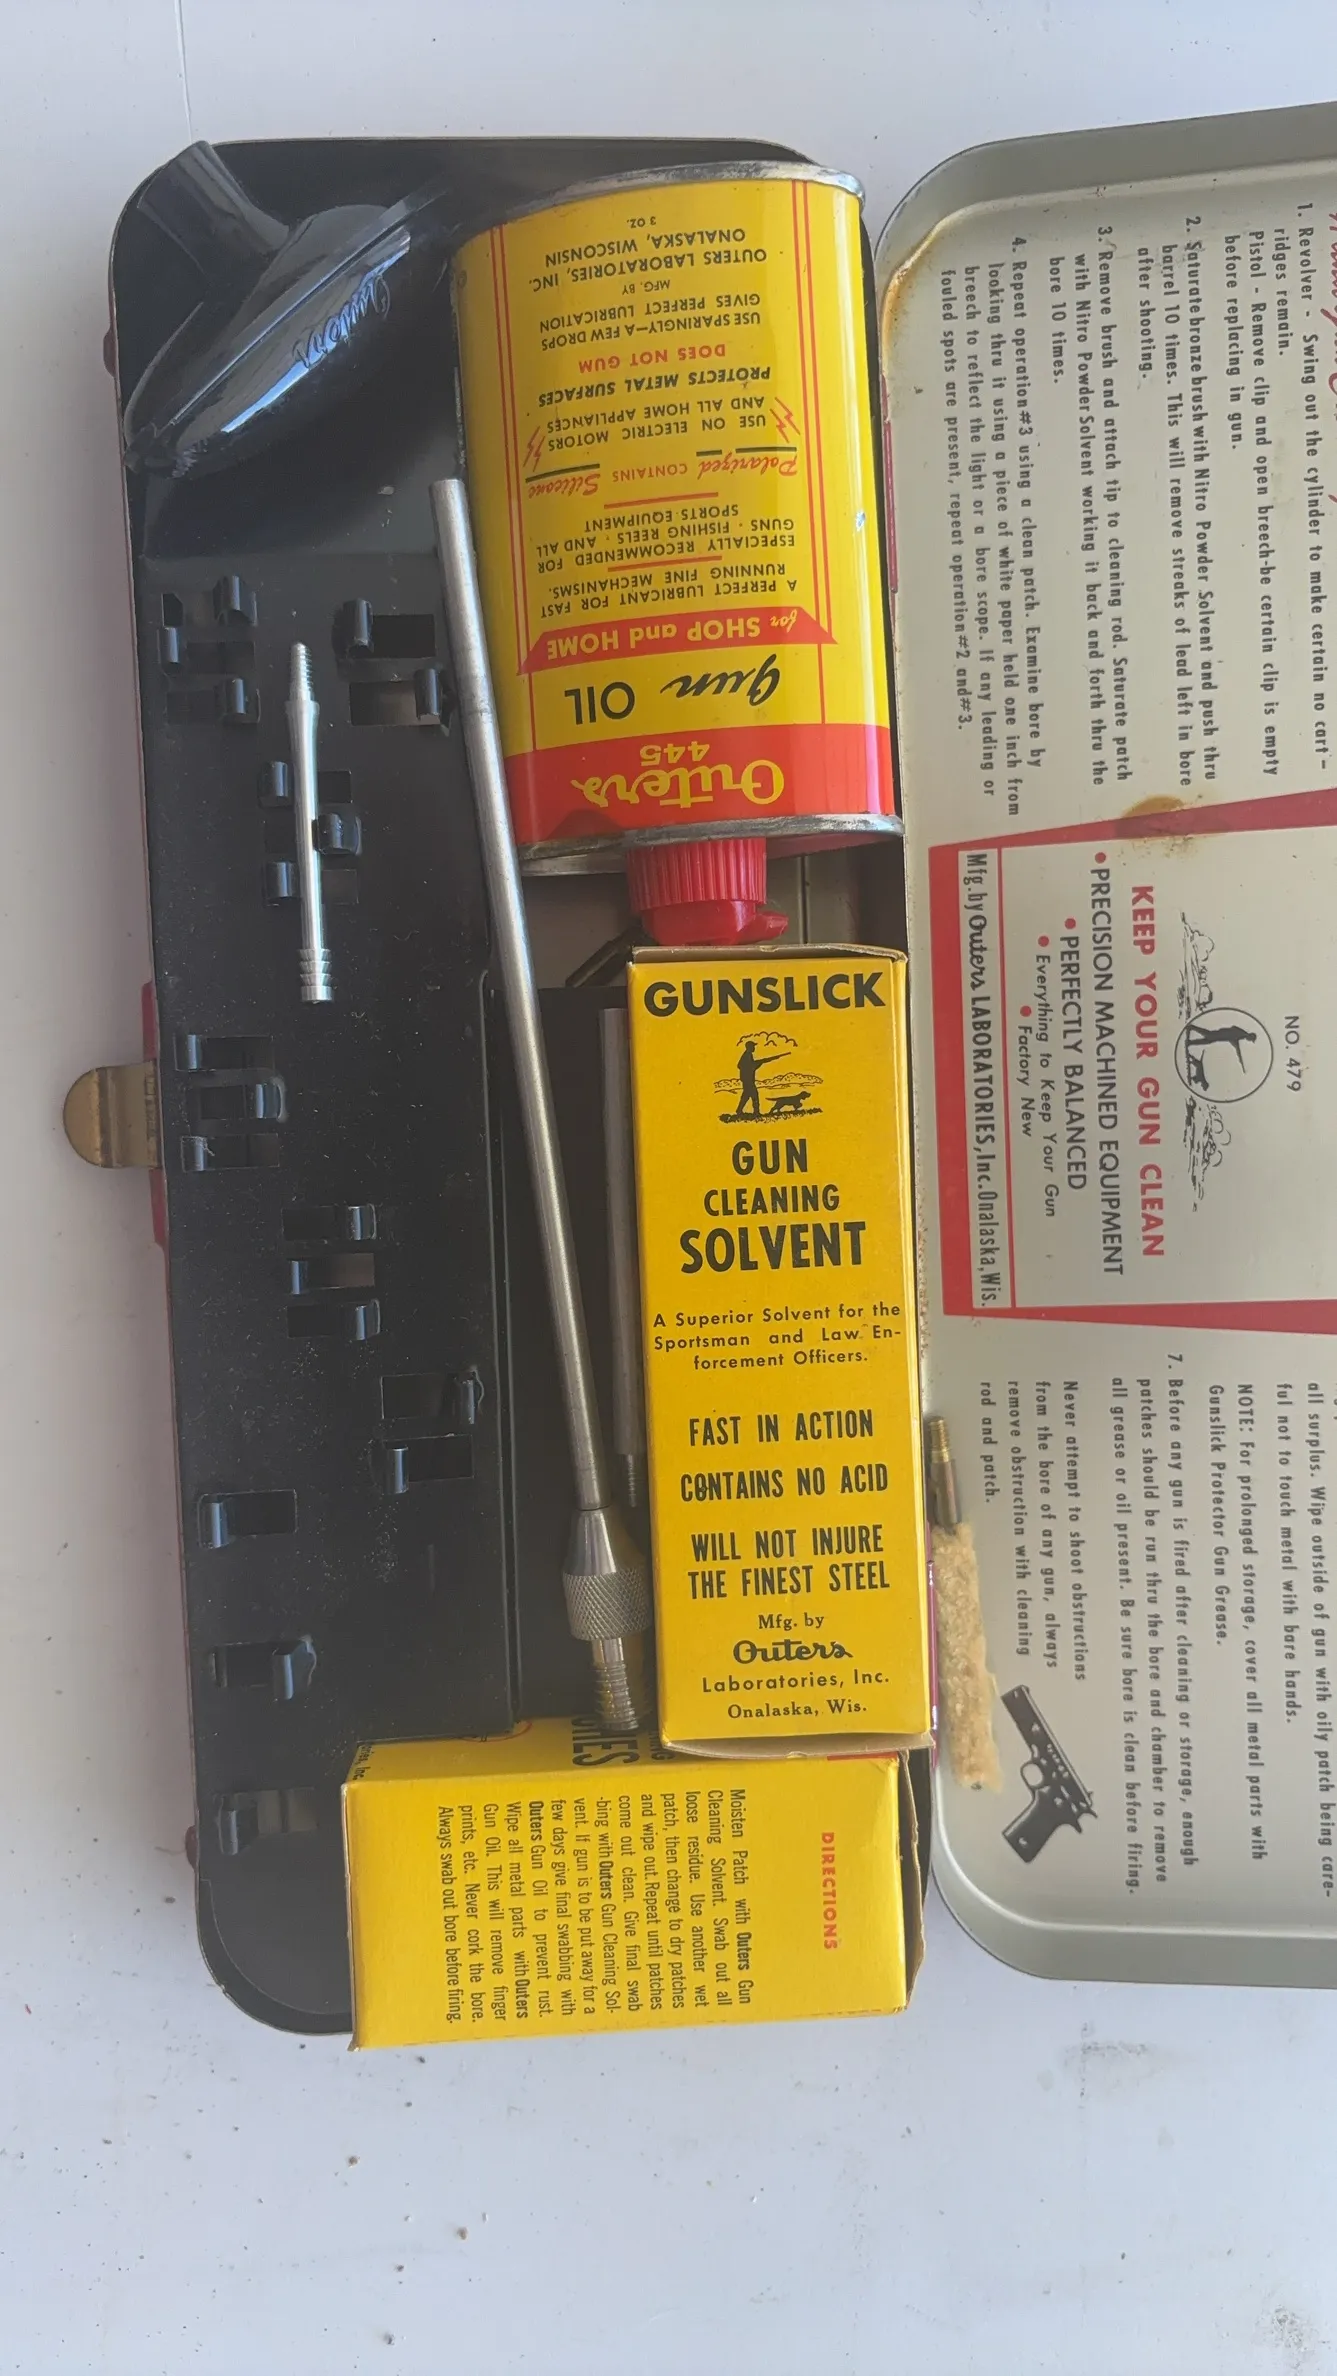 Outers
445
Gun OIL
for SHOP and HOME
A PERFECT LUBRICANT FOR FAST
RUNNING FINE MECHANISMS.
ESPECIALLY RECOMMENDED FOR
GUNS · FISHING REELS · AND ALL
SPORTS EQUIPMENT
Polarized CONTAINS Silicone
USE ON ELECTRIC MOTORS
AND ALL HOME APPLIANCES
PROTECTS METAL SURFACES
DOES NOT GUM
USE SPARINGLY—A FEW DROPS
GIVES PERFECT LUBRICATION
MFG. BY
OUTERS LABORATORIES, INC.
ONALASKA, WISCONSIN
3 OZ.
GUNSLICK
GUN
CLEANING
SOLVENT
A Superior Solvent for the
Sportsman and Law En-
forcement Officers.
FAST IN ACTION
CONTAINS NO ACID
WILL NOT INJURE
THE FINEST STEEL
Mfg. by
Outers
Laboratories, Inc.
Onalaska, Wis.
DIRECTIONS
Moisten Patch with Outers Gun
Cleaning Solvent. Swab out all
loose residue. Use another wet
patch, then change to dry patches
and wipe out. Repeat until patches
come out clean. Give final swab
-bing with Outers Gun Cleaning Sol-
vent. If gun is to be put away for a
few days give final swabbing with
Outers Gun Oil to prevent rust.
Wipe all metal parts with Outers
Gun Oil. This will remove finger
prints, etc. Never cork the bore.
Always swab out bore before firing.
1. Revolver - Swing out the cylinder to make certain no cart-
ridges remain.
Pistol - Remove clip and open breech-be certain clip is empty
before replacing in gun.
2. Saturate bronze brush with Nitro Powder Solvent and push thru
barrel 10 times. This will remove streaks of lead left in bore
after shooting.
3. Remove brush and attach tip to cleaning rod. Saturate patch
with Nitro Powder Solvent working it back and forth thru the
bore 10 times.
4. Repeat operation #3 using a clean patch. Examine bore by
looking thru it using a piece of white paper held one inch from
breech to reflect the light or a bore scope. If any leading or
fouled spots are present, repeat operation #2 and #3.
NO. 479
KEEP YOUR GUN CLEAN
• PRECISION MACHINED EQUIPMENT
• PERFECTLY BALANCED
• Everything to Keep Your Gun
• Factory New
Mfg. by Outers LABORATORIES, Inc. Onalaska, Wis.
all surplus. Wipe outside of gun with oily patch being care-
ful not to touch metal with bare hands.
NOTE: For prolonged storage, cover all metal parts with
Gunslick Protector Gun Grease.
7. Before any gun is fired after cleaning or storage, enough
patches should be run thru the bore and chamber to remove
all grease or oil present. Be sure bore is clean before firing.
Never attempt to shoot obstructions
from the bore of any gun, always
remove obstruction with cleaning
rod and patch.